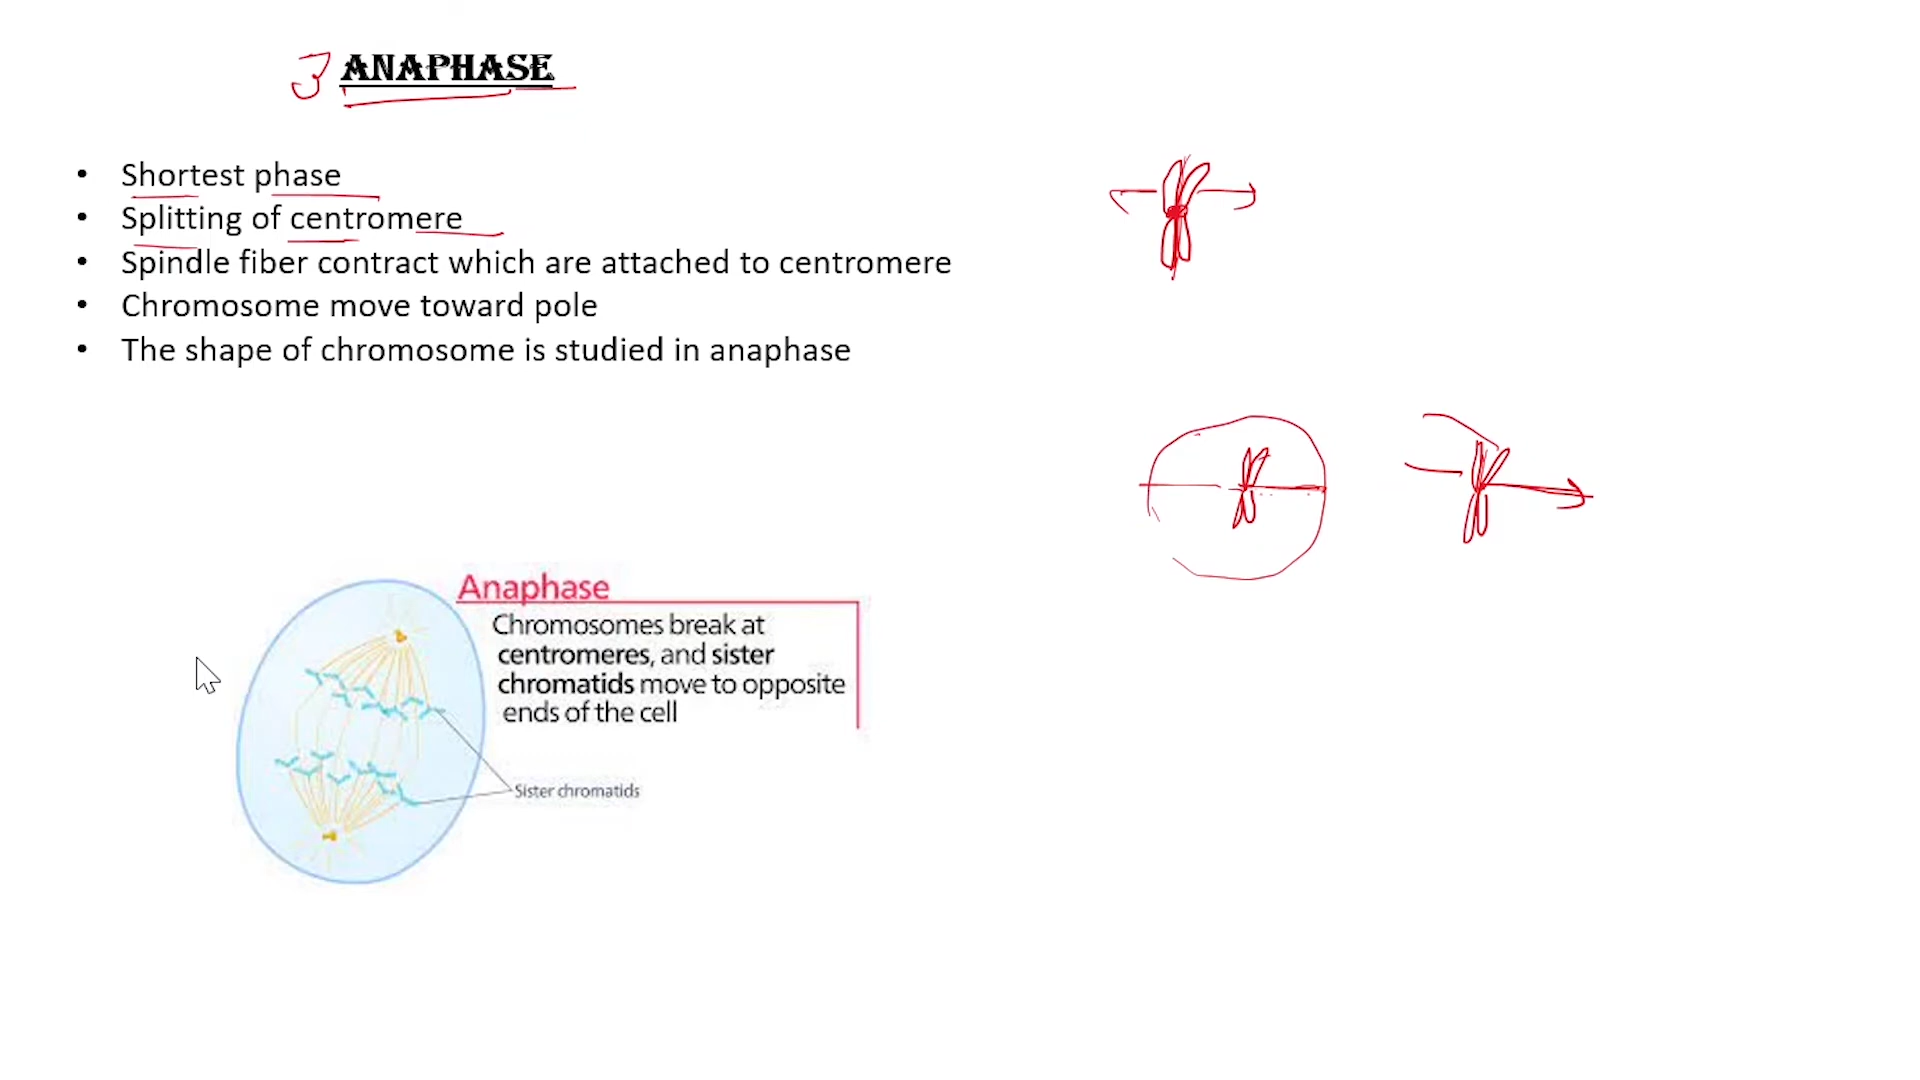 3 ANAPHASE
• Shortest phase
• Splitting of centromere
• Spindle fiber contract which are attached to centromere
• Chromosome move toward pole
• The shape of chromosome is studied in anaphase
Anaphase
Chromosomes break at
centromeres, and sister
chromatids move to opposite
ends of the cell
Sister chromatids